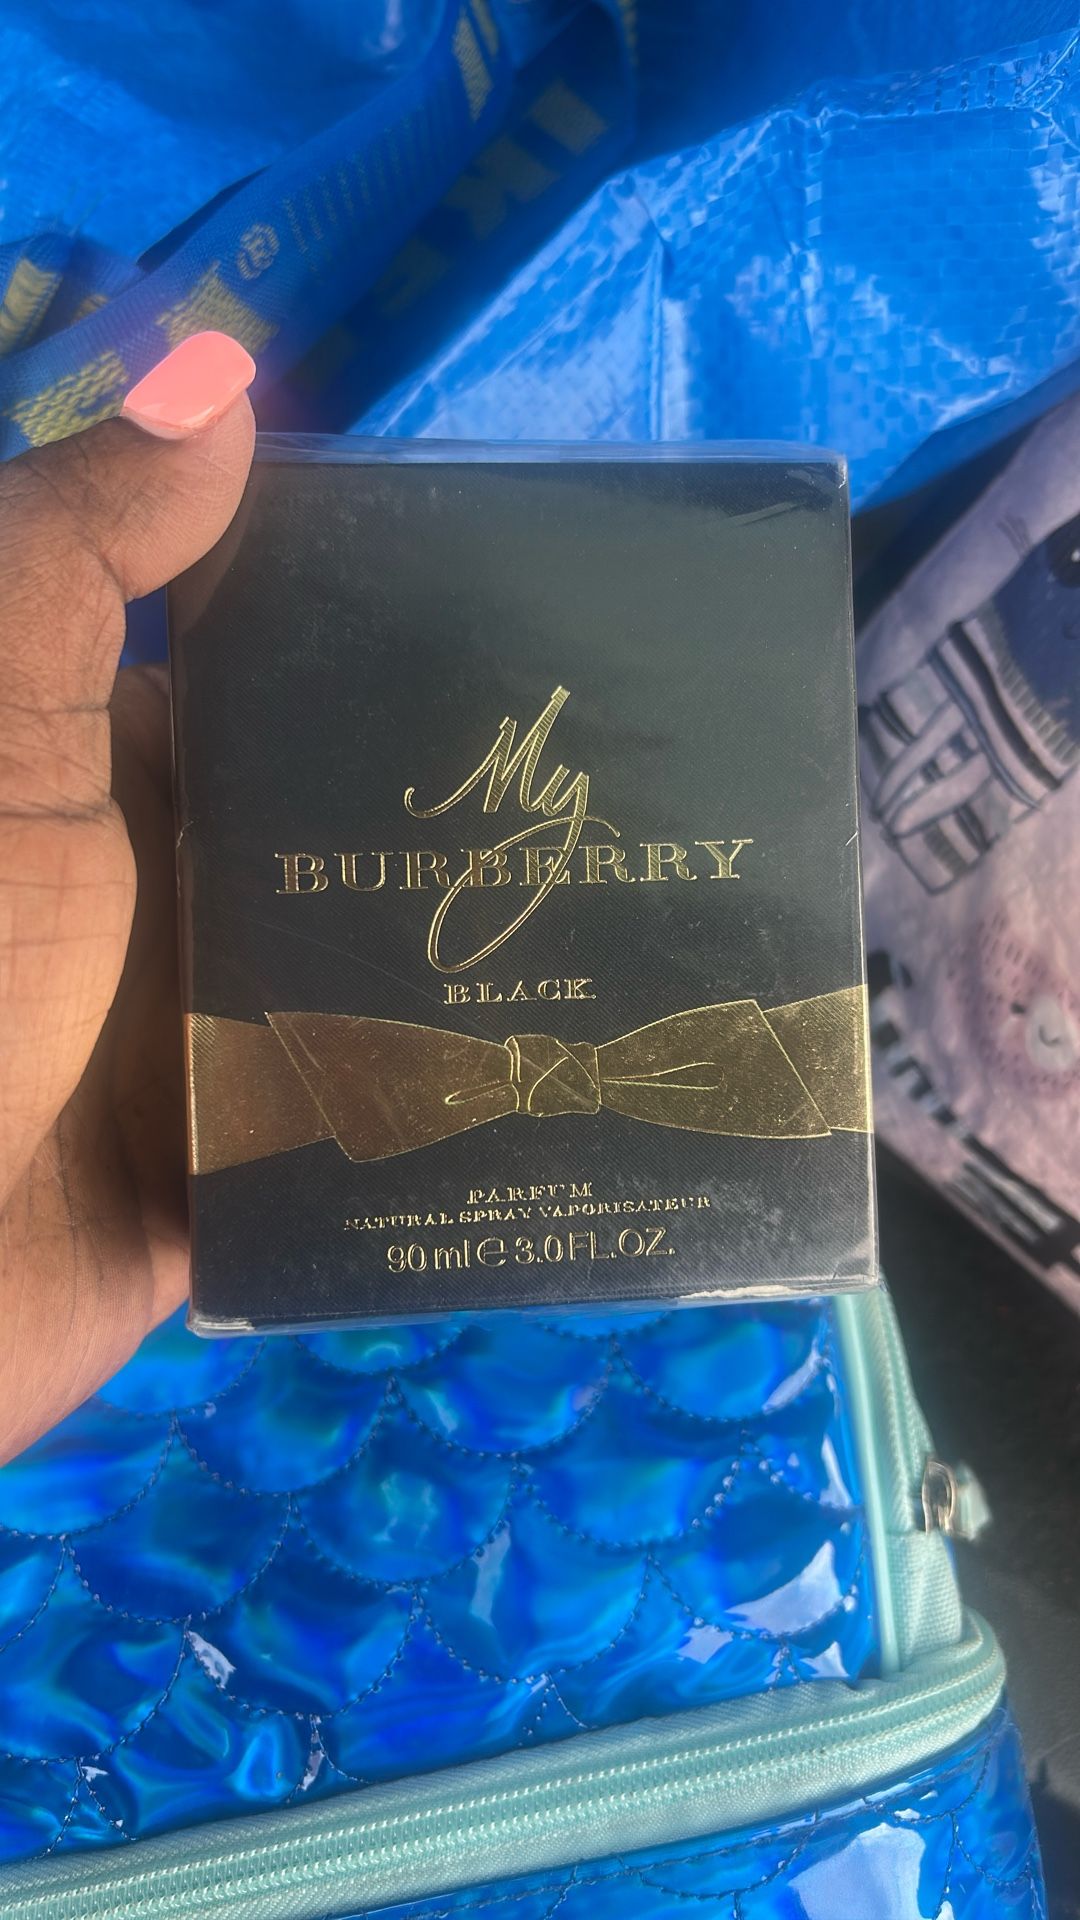 ®
My
BURBERRY
BLACK
PARFUM
NATURAL SPRAY VAPORISATEUR
90 ml ℮ 3.0 FL.OZ.